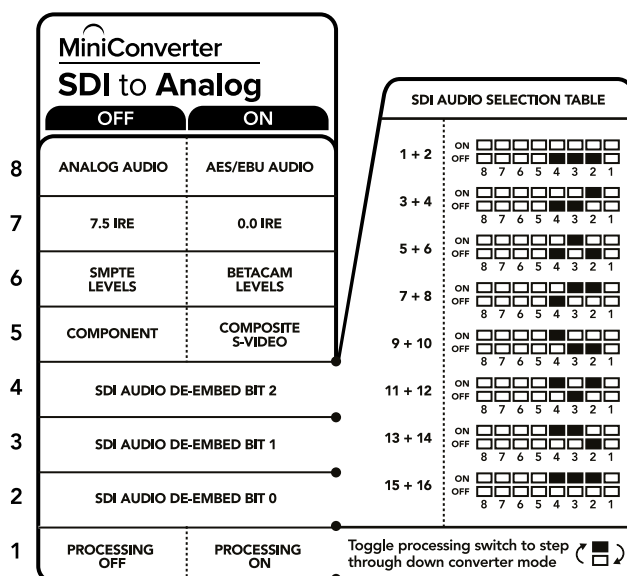 MiniConverter
SDI to Analog
OFF ON
8 ANALOG AUDIO AES/EBU AUDIO
7 7.5 IRE 0.0 IRE
6 SMPTE LEVELS BETACAM LEVELS
5 COMPONENT COMPOSITE S-VIDEO
4 SDI AUDIO DE-EMBED BIT 2
3 SDI AUDIO DE-EMBED BIT 1
2 SDI AUDIO DE-EMBED BIT 0
1 PROCESSING OFF PROCESSING ON
SDI AUDIO SELECTION TABLE
1 + 2 ON
OFF
8 7 6 5 4 3 2 1
3 + 4 ON
OFF
8 7 6 5 4 3 2 1
5 + 6 ON
OFF
8 7 6 5 4 3 2 1
7 + 8 ON
OFF
8 7 6 5 4 3 2 1
9 + 10 ON
OFF
8 7 6 5 4 3 2 1
11 + 12 ON
OFF
8 7 6 5 4 3 2 1
13 + 14 ON
OFF
8 7 6 5 4 3 2 1
15 + 16 ON
OFF
8 7 6 5 4 3 2 1
Toggle processing switch to step
through down converter mode